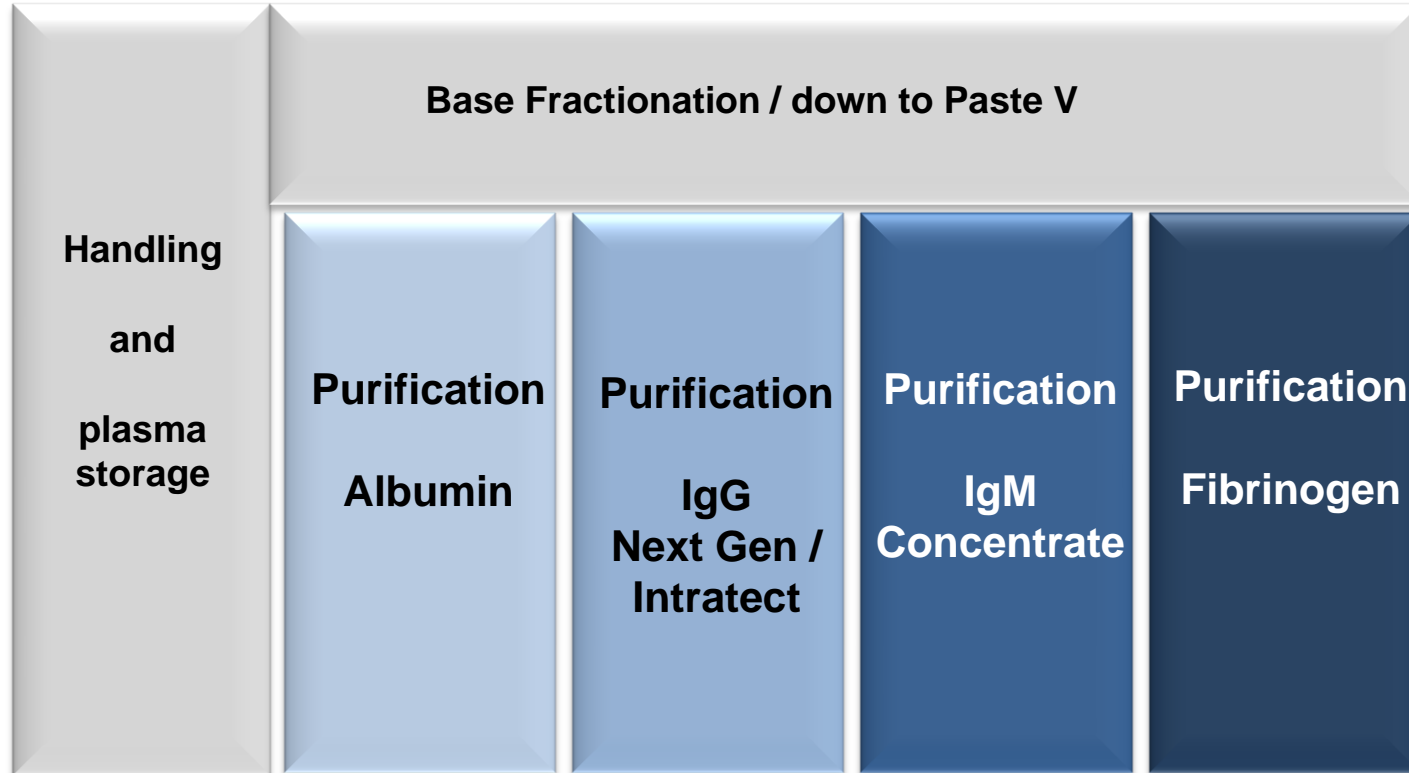 Base Fractionation / down to Paste V
Handling
and
plasma
storage
Purification
Albumin
Purification
IgG
Next Gen /
Intratect
Purification
IgM
Concentrate
Purification
Fibrinogen